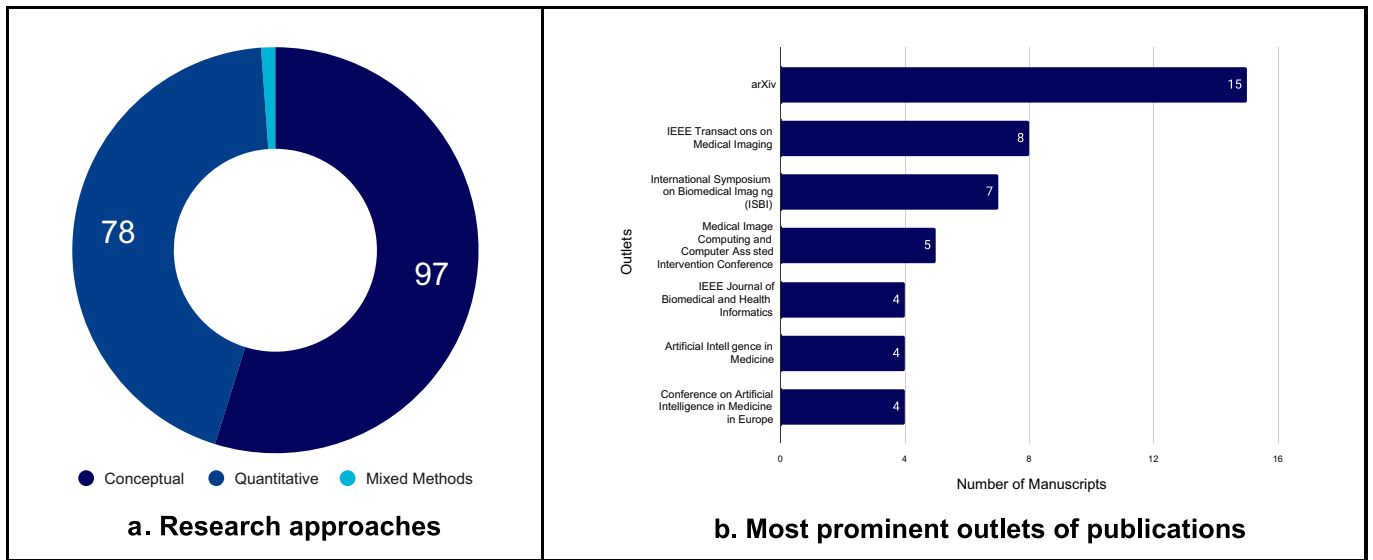 78
97
Conceptual
Quantitative
Mixed Methods
a. Research approaches
Outlets
arXiv
15
IEEE Transact ons on
Medical Imaging
8
International Symposium
on Biomedical Imag ng
(ISBI)
7
Medical Image
Computing and
Computer Ass sted
Intervention Conference
5
IEEE Journal of
Biomedical and Health
Informatics
4
Artificial Intell gence in
Medicine
4
Conference on Artificial
Intelligence in Medicine
in Europe
4
0 4 8 12 16
Number of Manuscripts
b. Most prominent outlets of publications